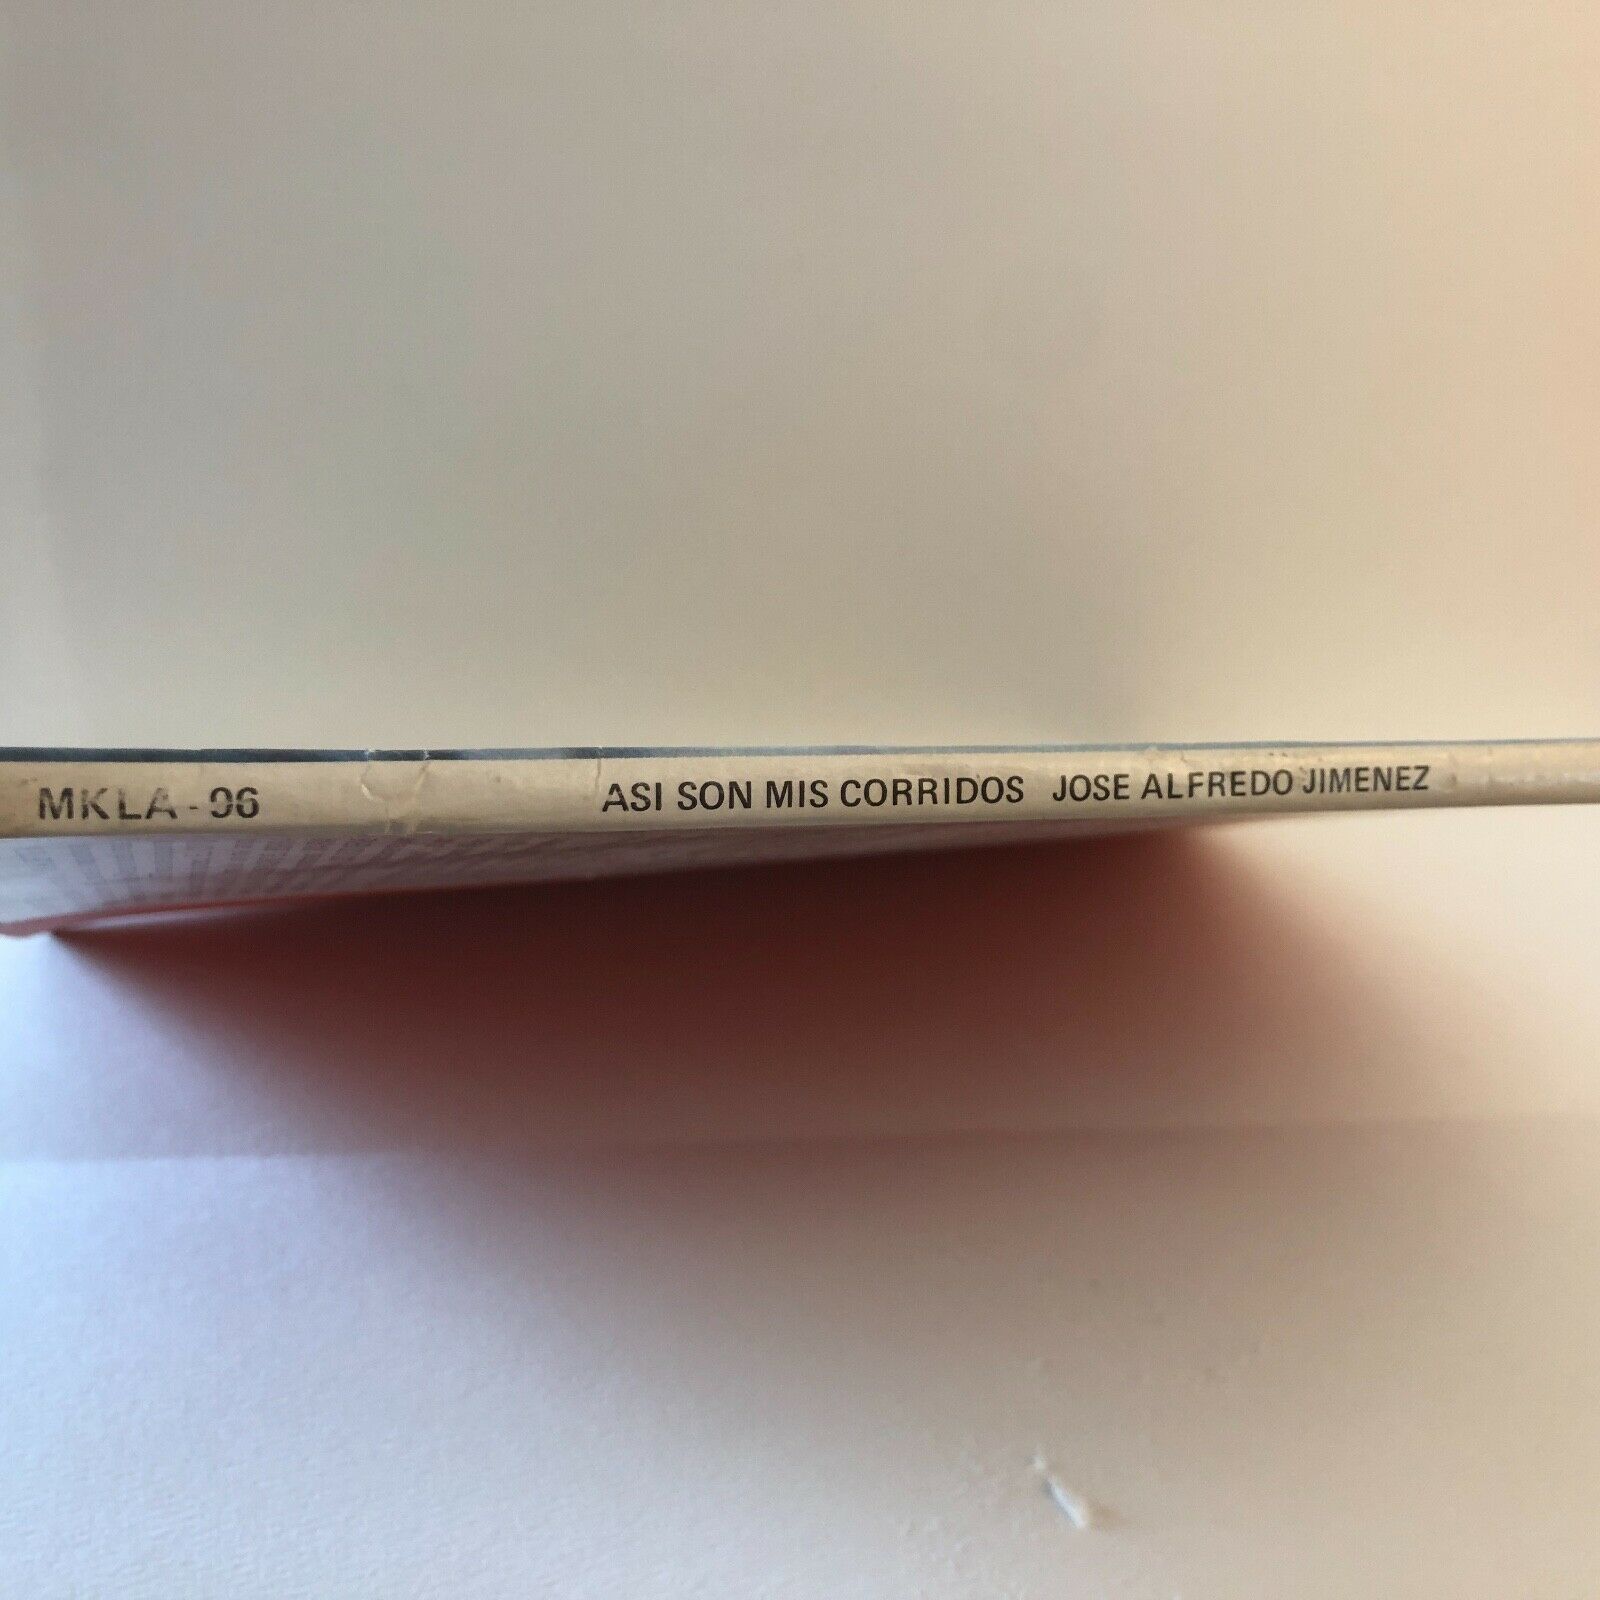 MKLA - 96 ASI SON MIS CORRIDOS JOSE ALFREDO JIMENEZ